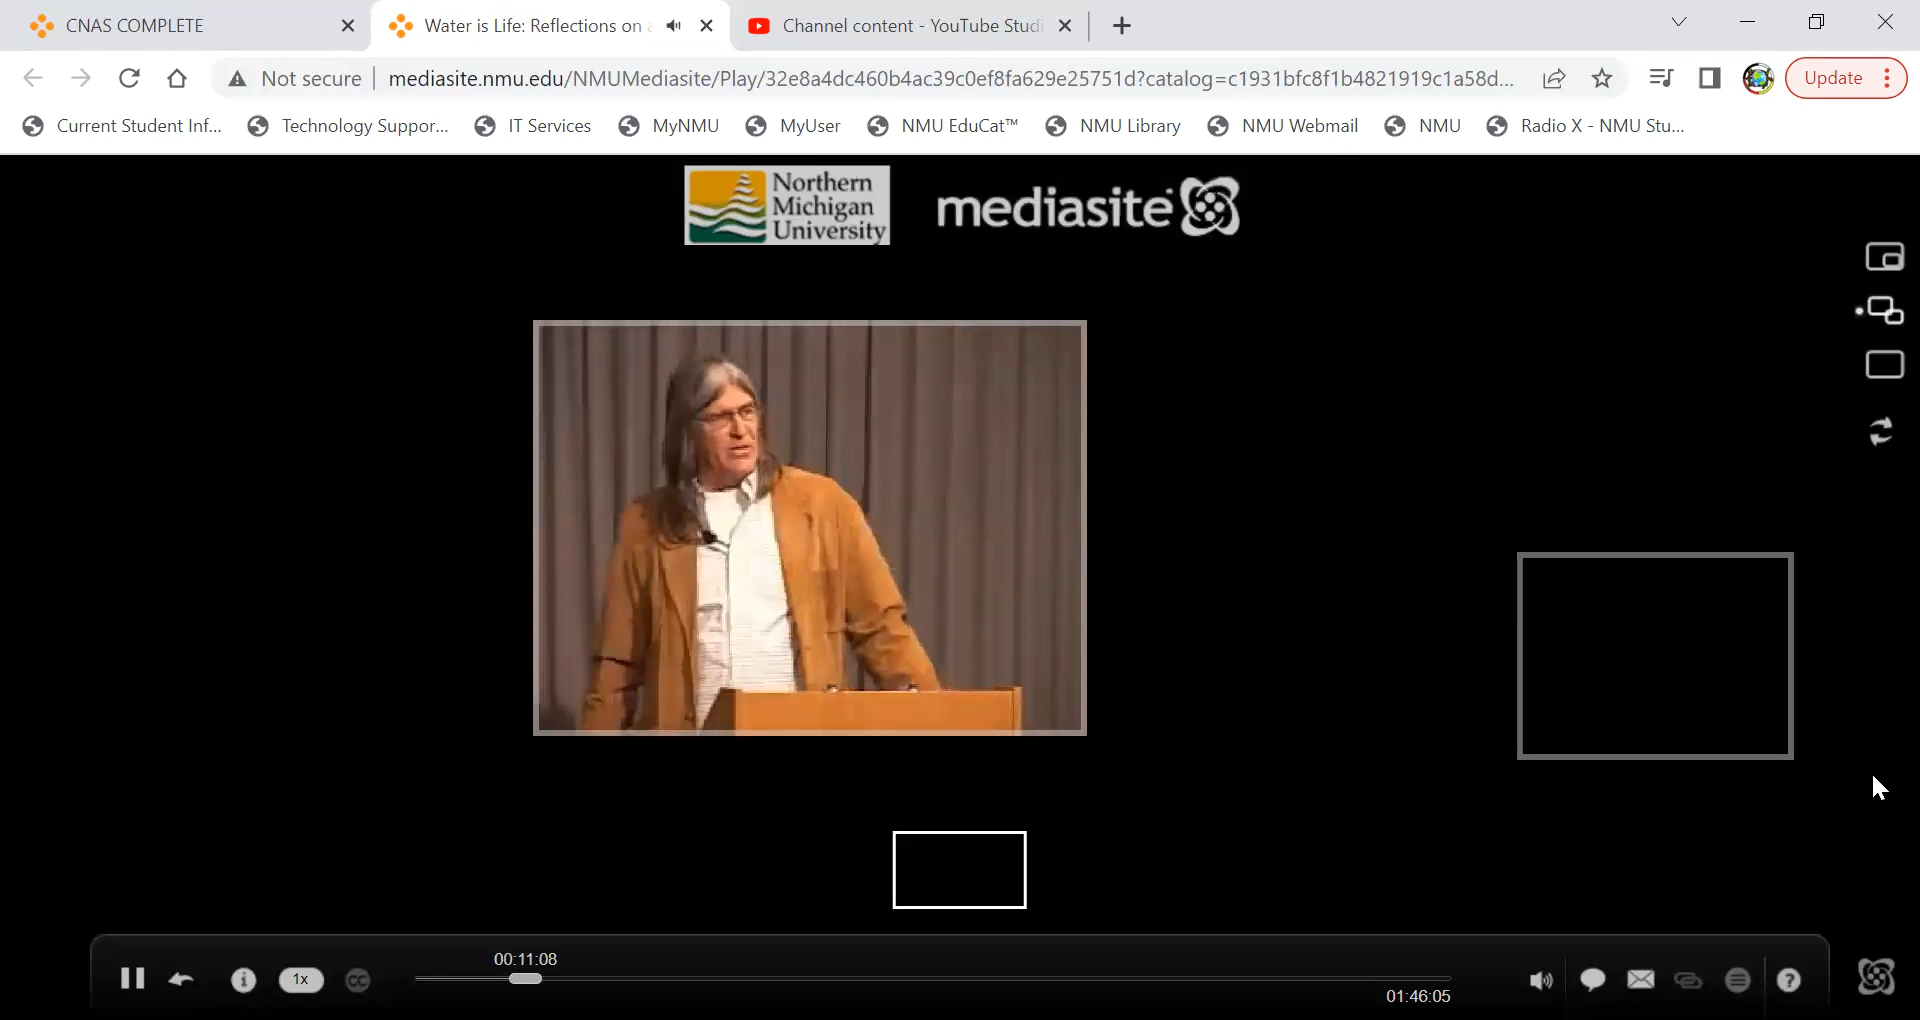 CNAS COMPLETE
Water is Life: Reflections on
Channel content - YouTube Studi
Not secure
mediasite.nmu.edu/NMUMediasite/Play/32e8a4dc460b4ac39c0ef8fa629e25751d?catalog=c1931bfc8f1b4821919c1a58d...
Update
Current Student Inf...
Technology Suppor...
IT Services
MyNMU
MyUser
NMU EduCat™
NMU Library
NMU Webmail
NMU
Radio X - NMU Stu...
Northern
Michigan
University
mediasite
00:11:08
1x
CC
01:46:05